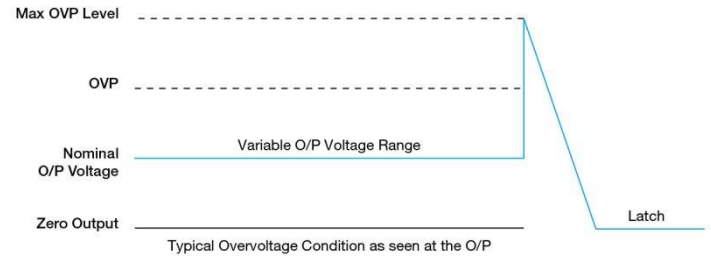 Max OVP Level
OVP
Variable O/P Voltage Range
Nominal
O/P Voltage
Zero Output
Latch
Typical Overvoltage Condition as seen at the O/P